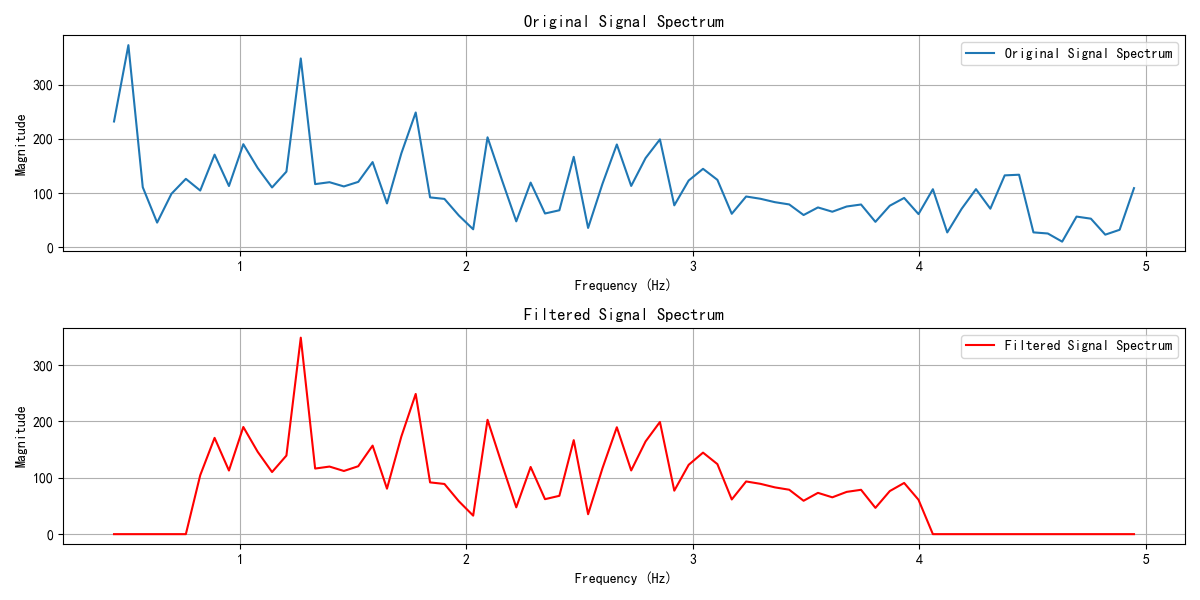 Original Signal Spectrum
Original Signal Spectrum
Magnitude
300
200
100
0
1 2 3 4 5
Frequency (Hz)
Filtered Signal Spectrum
Filtered Signal Spectrum
Magnitude
300
200
100
0
1 2 3 4 5
Frequency (Hz)